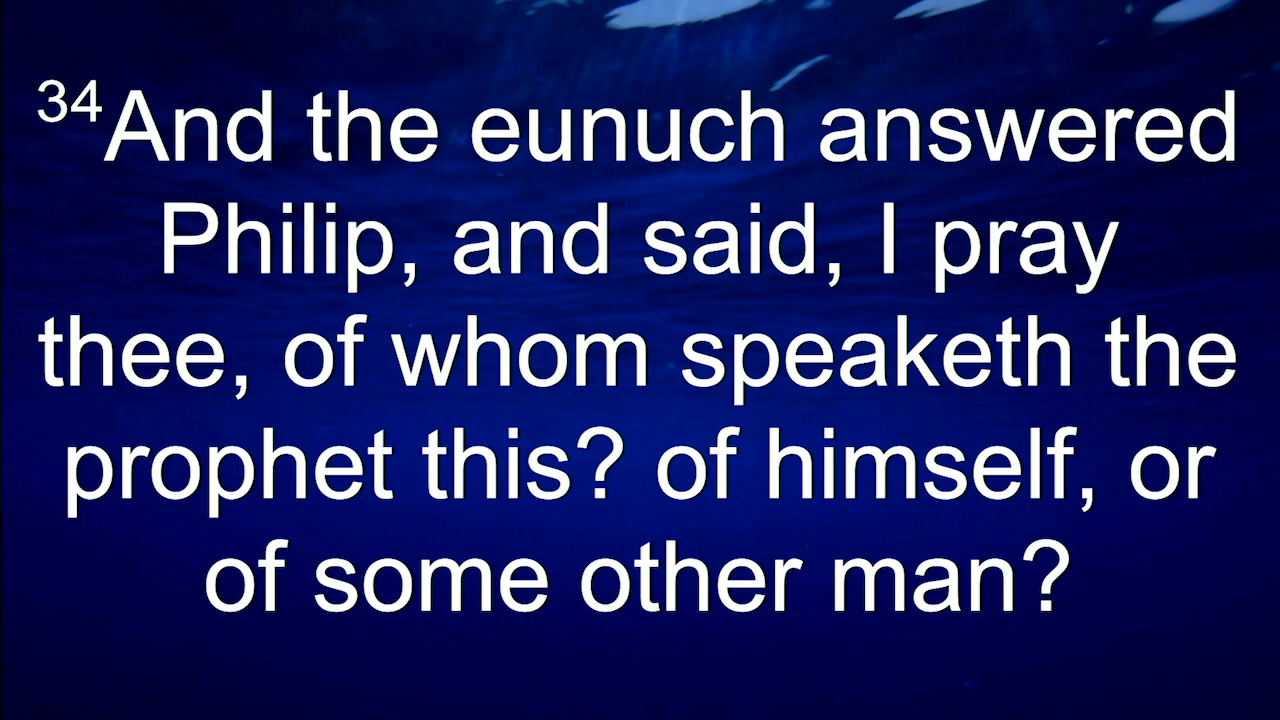 34And the eunuch answered
Philip, and said, I pray
thee, of whom speaketh the
prophet this? of himself, or
of some other man?